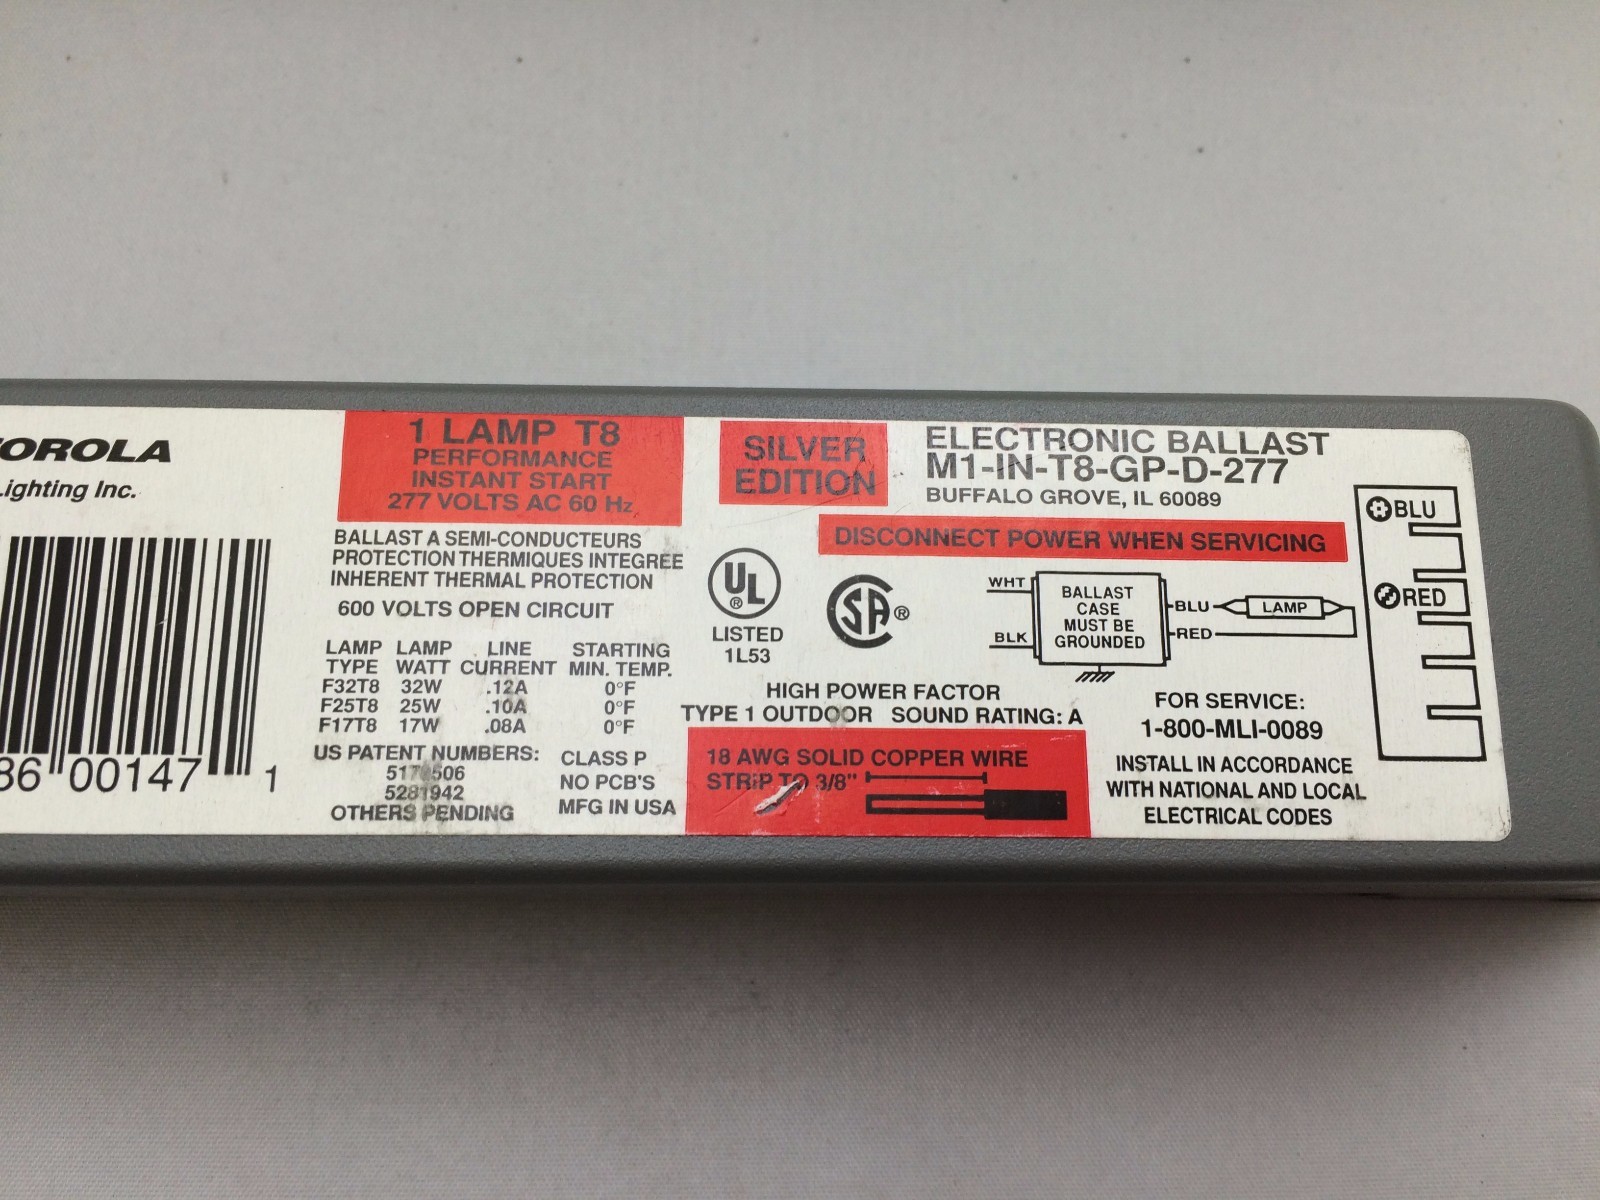 OROLA
Lighting Inc.
86 00147 1
1 LAMP T8
PERFORMANCE
INSTANT START
277 VOLTS AC 60 Hz
BALLAST A SEMI-CONDUCTEURS
PROTECTION THERMIQUES INTEGREE
INHERENT THERMAL PROTECTION
600 VOLTS OPEN CIRCUIT
LAMP LAMP LINE STARTING
TYPE WATT CURRENT MIN. TEMP.
F32T8 32W .12A 0°F
F25T8 25W .10A 0°F
F17T8 17W .08A 0°F
US PATENT NUMBERS:
5281942
OTHERS PENDING
CLASS P
NO PCB'S
MFG IN USA
SILVER
EDITION
ELECTRONIC BALLAST
M1-IN-T8-GP-D-277
BUFFALO GROVE, IL 60089
DISCONNECT POWER WHEN SERVICING
UL ®
LISTED
1L53
SA ®
WHT
BLK
BALLAST
CASE
MUST BE
GROUNDED
BLU
RED
LAMP
BLU
RED
HIGH POWER FACTOR
TYPE 1 OUTDOOR SOUND RATING: A
18 AWG SOLID COPPER WIRE
STRIP TO 3/8"
FOR SERVICE:
1-800-MLI-0089
INSTALL IN ACCORDANCE
WITH NATIONAL AND LOCAL
ELECTRICAL CODES